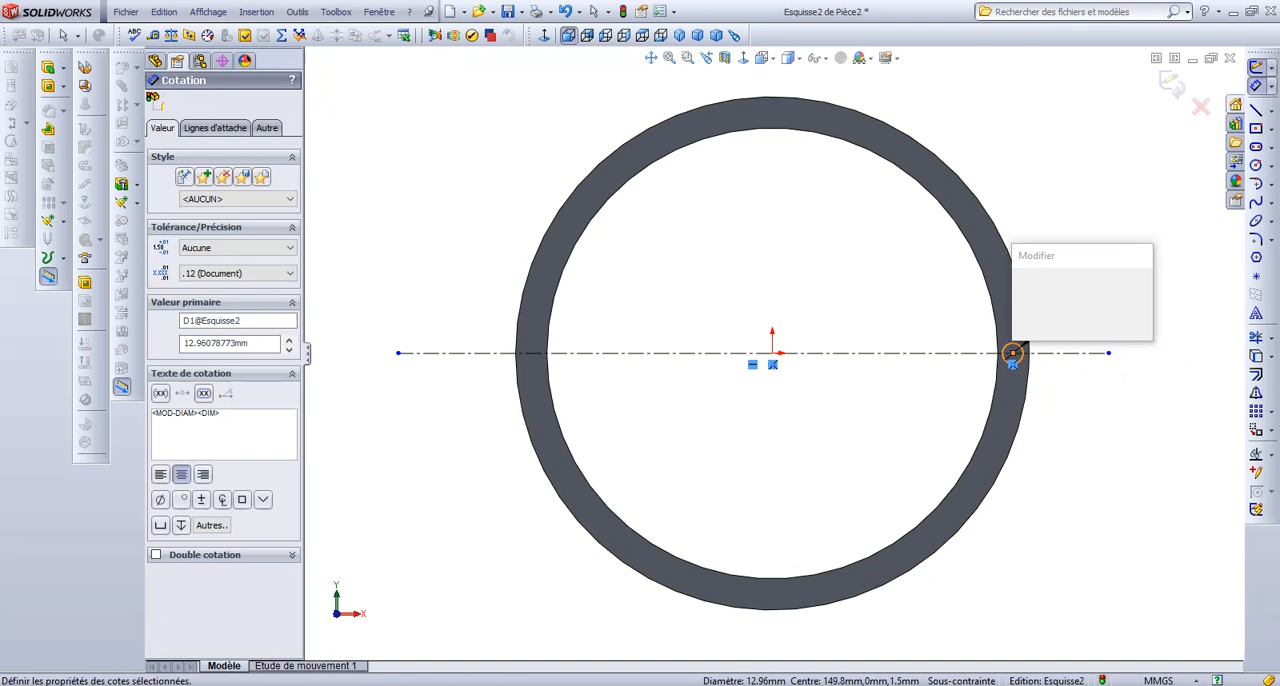 SOLIDWORKS
Fichier Edition Affichage Insertion Outils Toolbox Fenêtre ?
Esquisse2 de Pièce2 *
Rechercher des fichiers et modèles
Cotation
?
Valeur
Lignes d'attache
Autre
Style
<AUCUN>
Tolérance/Précision
Aucune
.12 (Document)
Valeur primaire
D1@Esquisse2
12.96078773mm
Texte de cotation
<MOD-DIAM><DIM>
Autres..
Double cotation
Modifier
Y
X
Modèle
Etude de mouvement 1
Définir les propriétés des cotes sélectionnées.
Diamètre: 12.96mm Centre: 149.8mm,0mm,1.5mm
Sous-contrainte
Edition: Esquisse2
MMGS